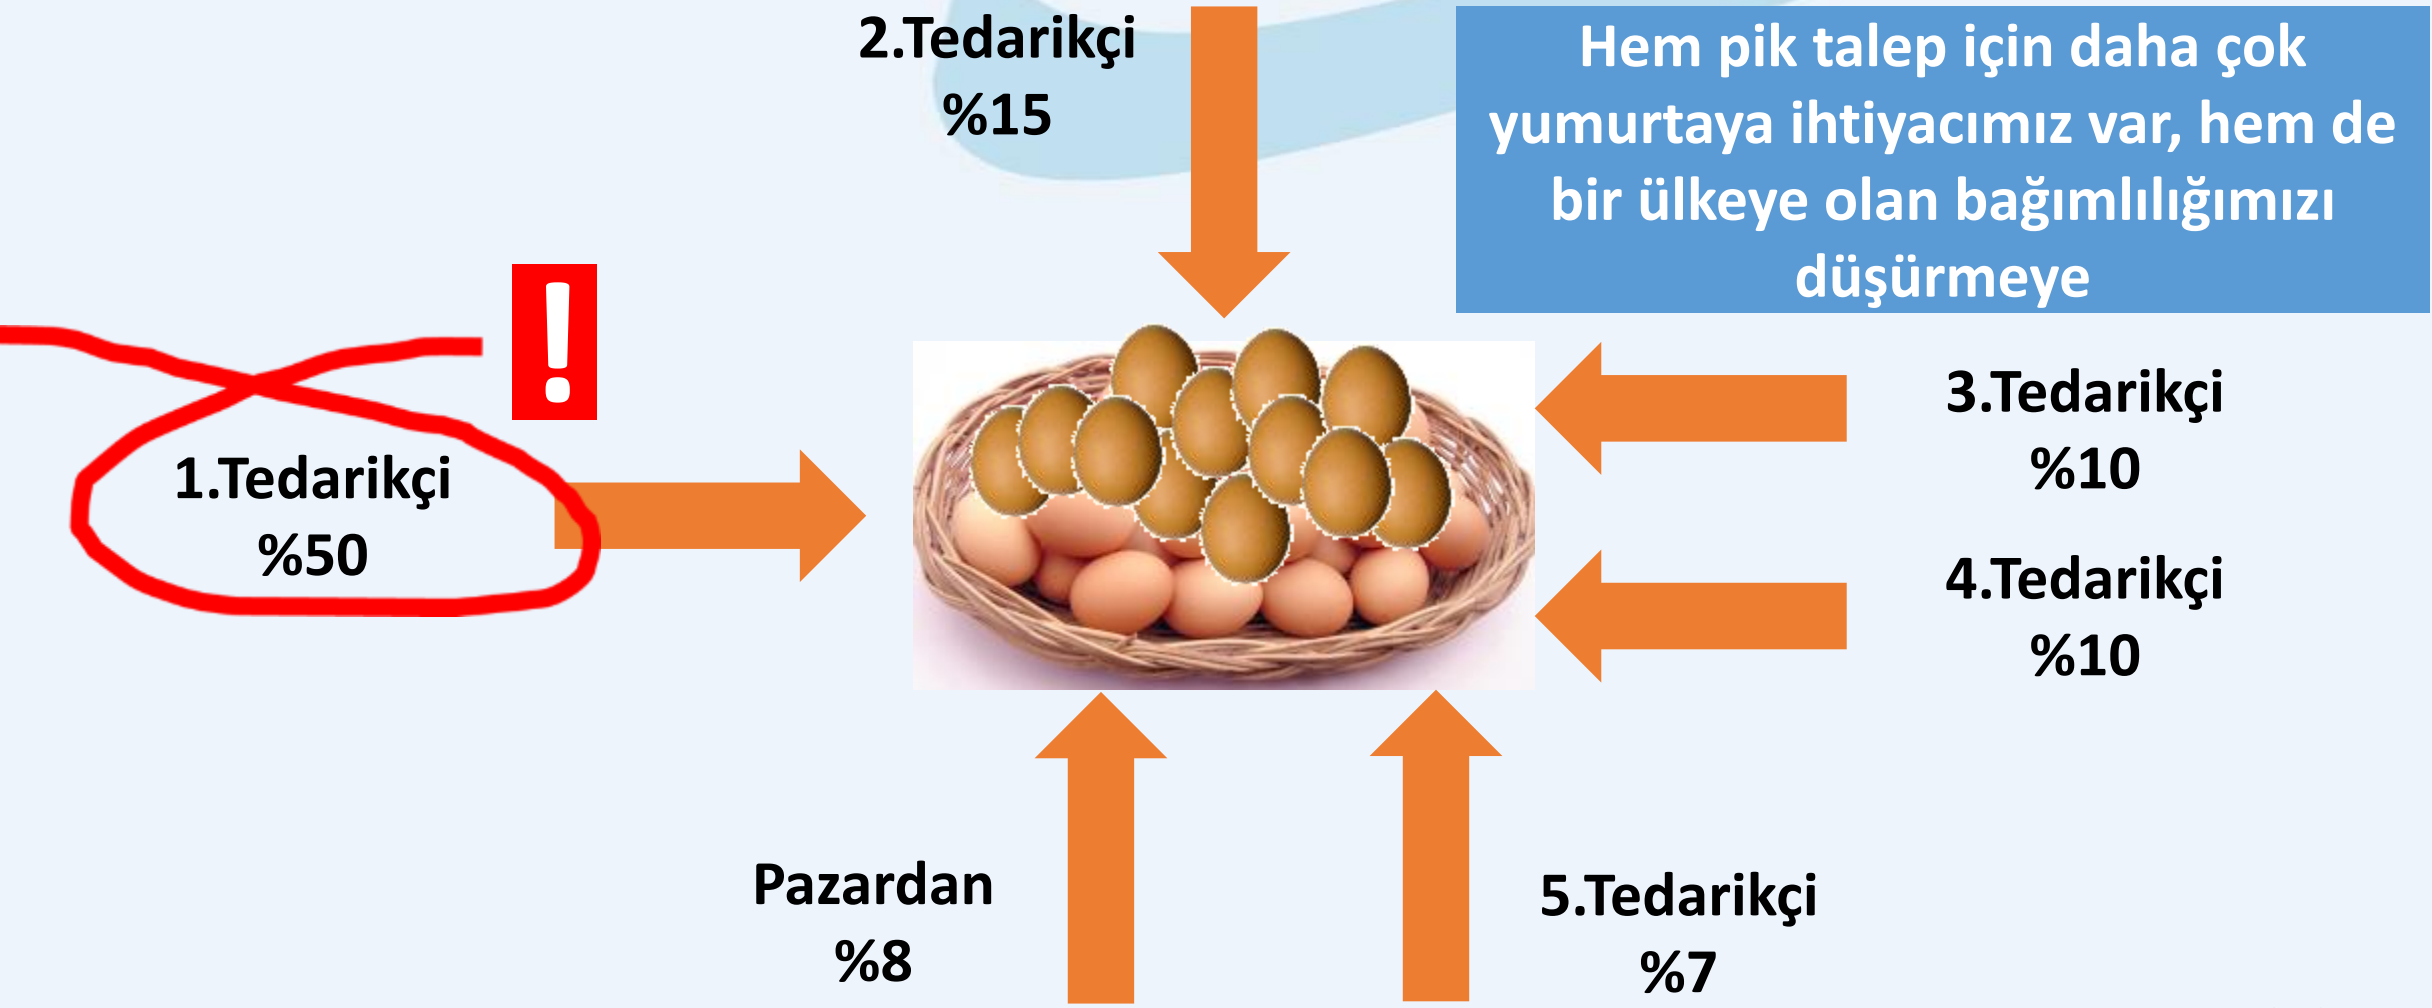 2.Tedarikçi
%15
Hem pik talep için daha çok
yumurtaya ihtiyacımız var, hem de
bir ülkeye olan bağımlılığımızı
düşürmeye
!
1.Tedarikçi
%50
3.Tedarikçi
%10
4.Tedarikçi
%10
Pazardan
%8
5.Tedarikçi
%7